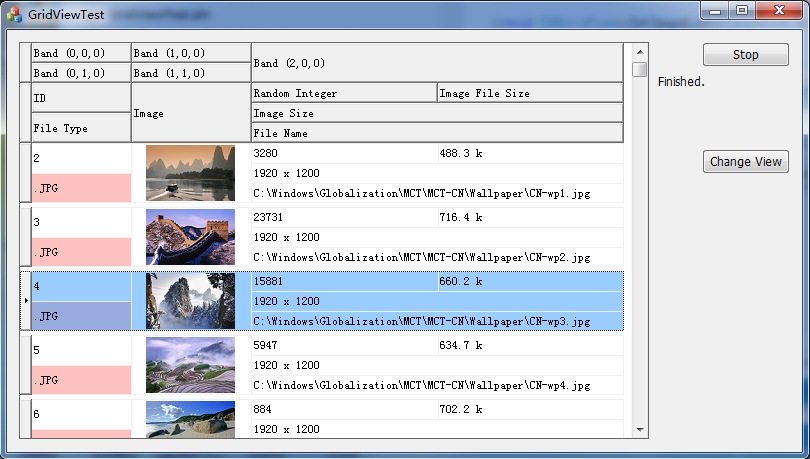 GridViewTest
Band (0,0,0) Band (1,0,0) Band (2,0,0)
Band (0,1,0) Band (1,1,0)
Stop
Finished.
Change View
ID Image Random Integer Image File Size
Image Size
File Type File Name
2 3280 488.3 k
1920 x 1200
.JPG C:\Windows\Globalization\MCT\MCT-CN\Wallpaper\CN-wp1.jpg
3 23731 716.4 k
1920 x 1200
.JPG C:\Windows\Globalization\MCT\MCT-CN\Wallpaper\CN-wp2.jpg
4 15881 660.2 k
1920 x 1200
.JPG C:\Windows\Globalization\MCT\MCT-CN\Wallpaper\CN-wp3.jpg
5 5947 634.7 k
1920 x 1200
.JPG C:\Windows\Globalization\MCT\MCT-CN\Wallpaper\CN-wp4.jpg
6 884 702.2 k
1920 x 1200